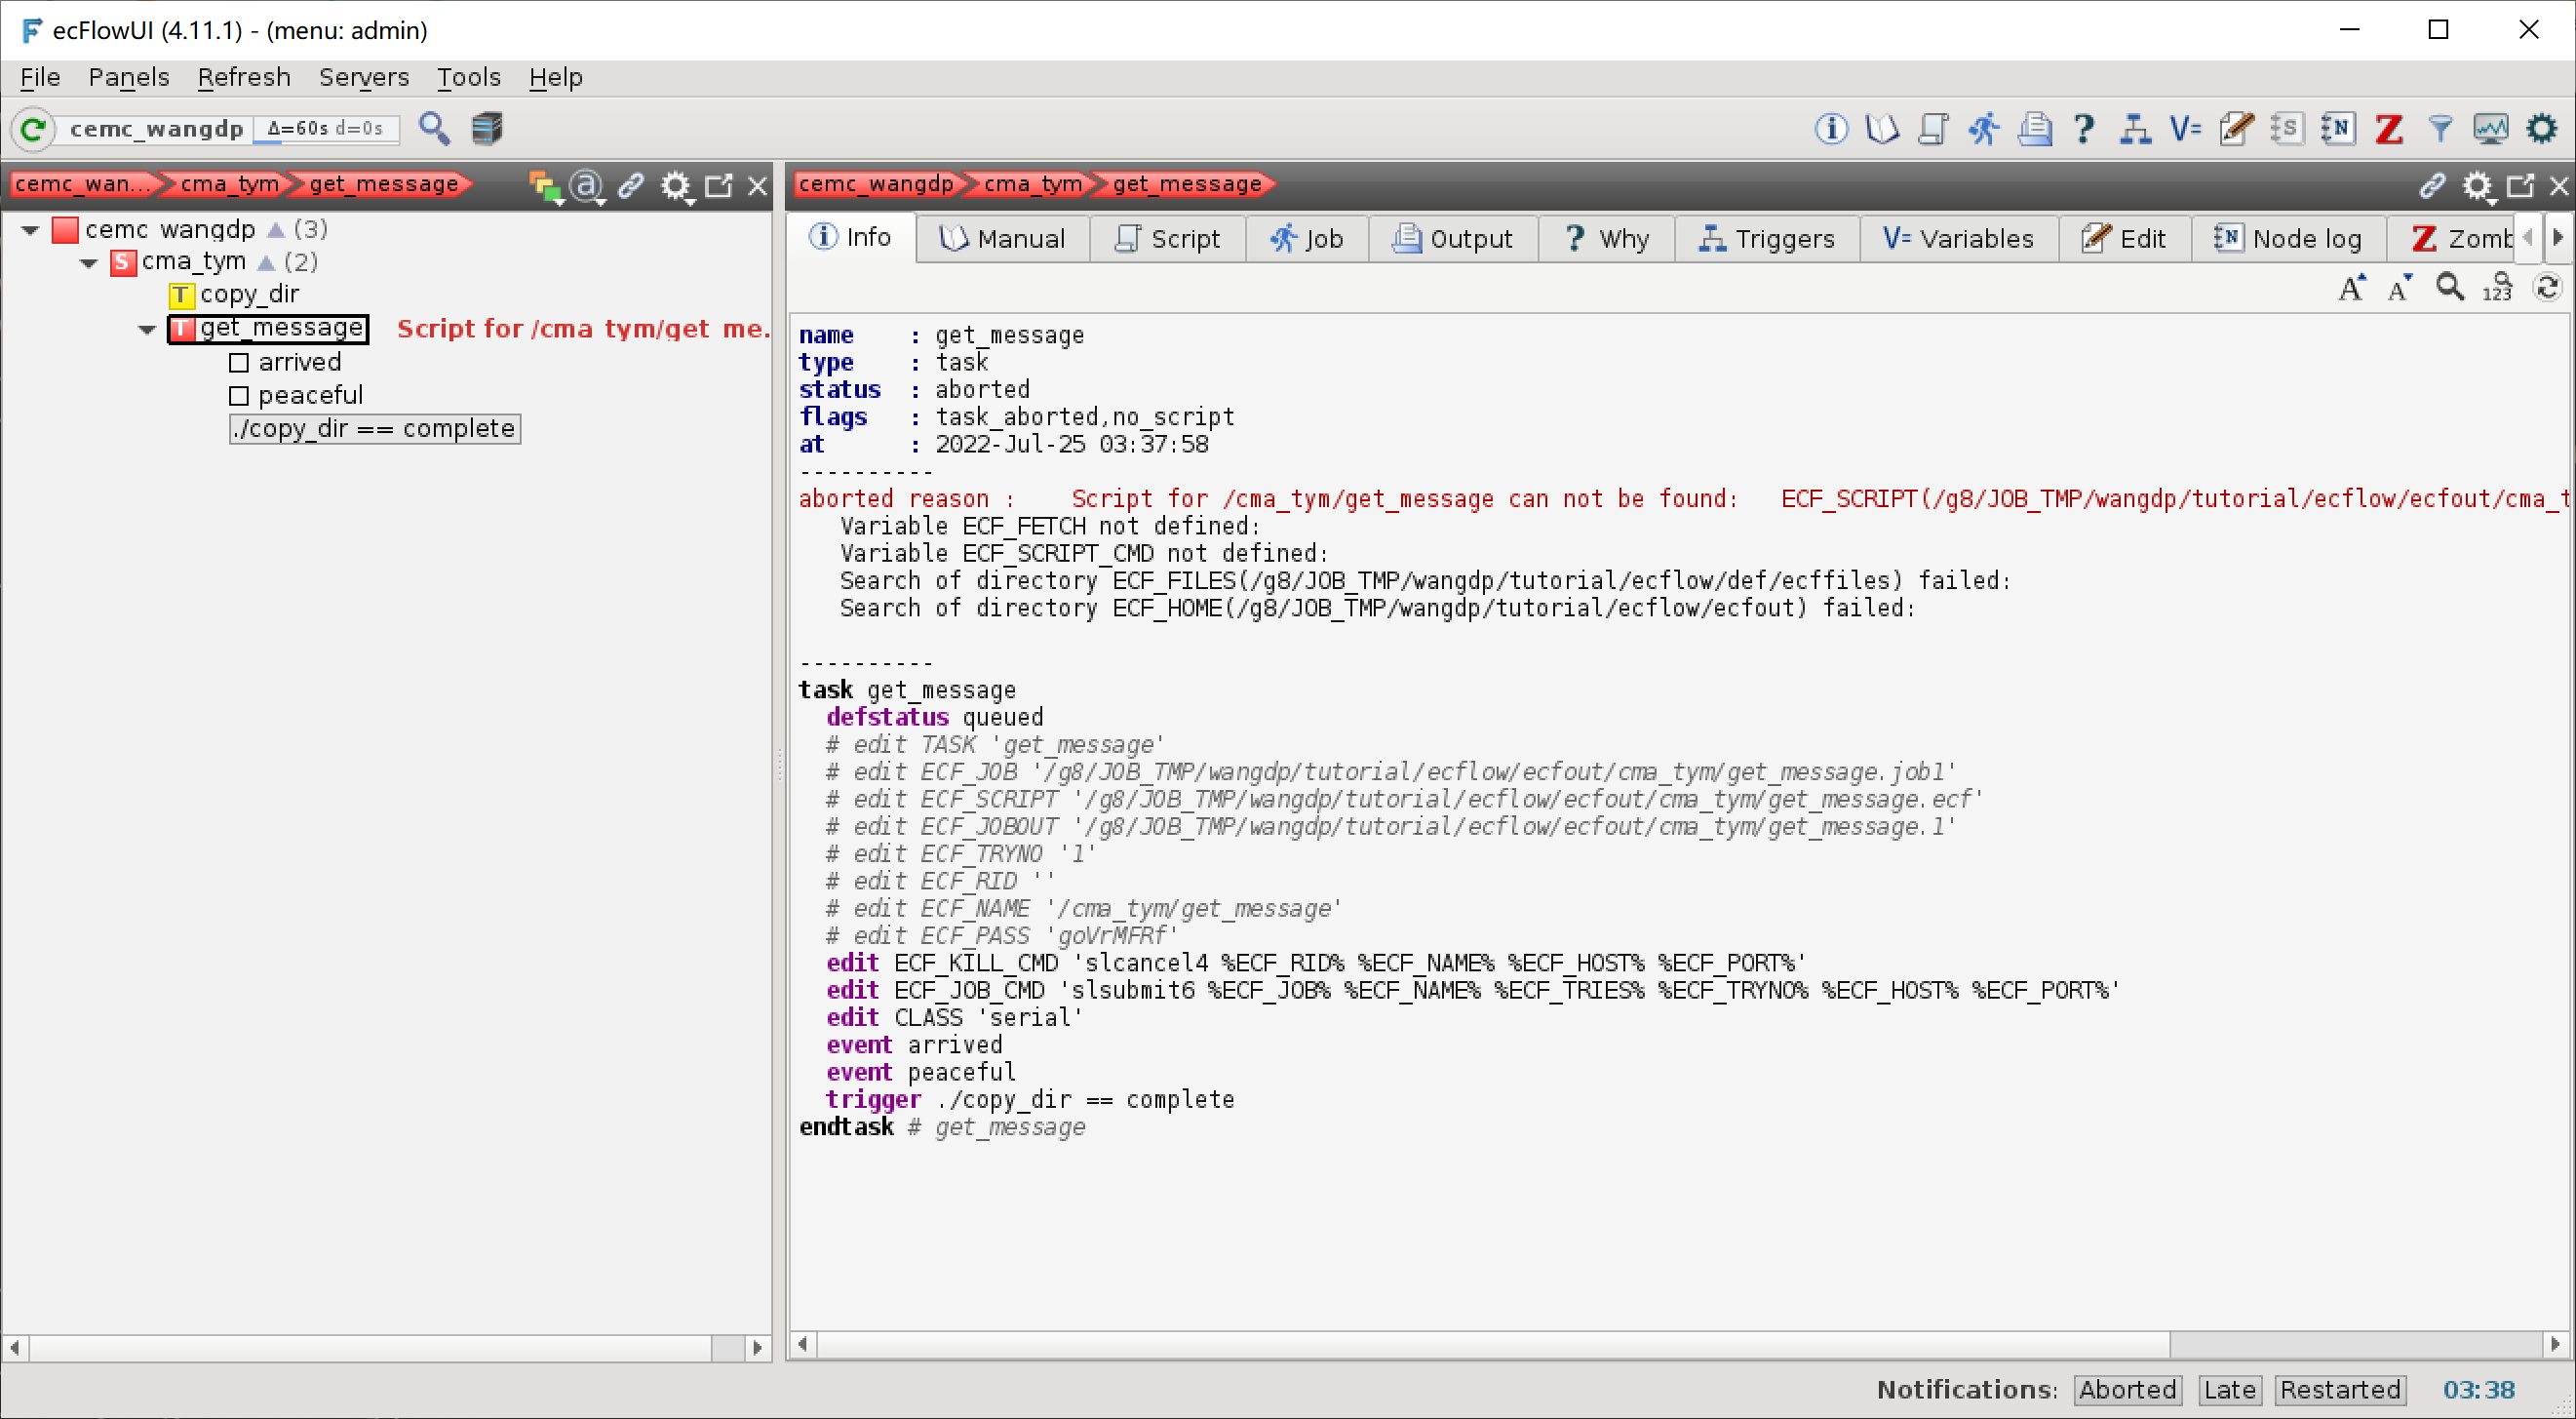 ecFlowUI (4.11.1) - (menu: admin)
File Panels Refresh Servers Tools Help
cemc_wangdp Δ=60s d=0s
cemc_wan... cma_tym get_message
cemc_wangdp (3)
cma_tym (2)
copy_dir
get_message Script for /cma_tym/get_me.
arrived
peaceful
./copy_dir == complete
cemc_wangdp cma_tym get_message
Info Manual Script Job Output ? Why Triggers V= Variables Edit Node log Z Zomb
name : get_message
type : task
status : aborted
flags : task_aborted,no_script
at : 2022-Jul-25 03:37:58
----------
aborted reason : Script for /cma_tym/get_message can not be found: ECF_SCRIPT(/g8/JOB_TMP/wangdp/tutorial/ecflow/ecfout/cma_t
Variable ECF_FETCH not defined:
Variable ECF_SCRIPT_CMD not defined:
Search of directory ECF_FILES(/g8/JOB_TMP/wangdp/tutorial/ecflow/def/ecffiles) failed:
Search of directory ECF_HOME(/g8/JOB_TMP/wangdp/tutorial/ecflow/ecfout) failed:
----------
task get_message
defstatus queued
# edit TASK 'get_message'
# edit ECF_JOB '/g8/JOB_TMP/wangdp/tutorial/ecflow/ecfout/cma_tym/get_message.job1'
# edit ECF_SCRIPT '/g8/JOB_TMP/wangdp/tutorial/ecflow/ecfout/cma_tym/get_message.ecf'
# edit ECF_JOBOUT '/g8/JOB_TMP/wangdp/tutorial/ecflow/ecfout/cma_tym/get_message.1'
# edit ECF_TRYNO '1'
# edit ECF_RID ''
# edit ECF_NAME '/cma_tym/get_message'
# edit ECF_PASS 'goVrMFRf'
edit ECF_KILL_CMD 'slcancel4 %ECF_RID% %ECF_NAME% %ECF_HOST% %ECF_PORT%'
edit ECF_JOB_CMD 'slsubmit6 %ECF_JOB% %ECF_NAME% %ECF_TRIES% %ECF_TRYNO% %ECF_HOST% %ECF_PORT%'
edit CLASS 'serial'
event arrived
event peaceful
trigger ./copy_dir == complete
endtask # get_message
Notifications: Aborted Late Restarted 03:38